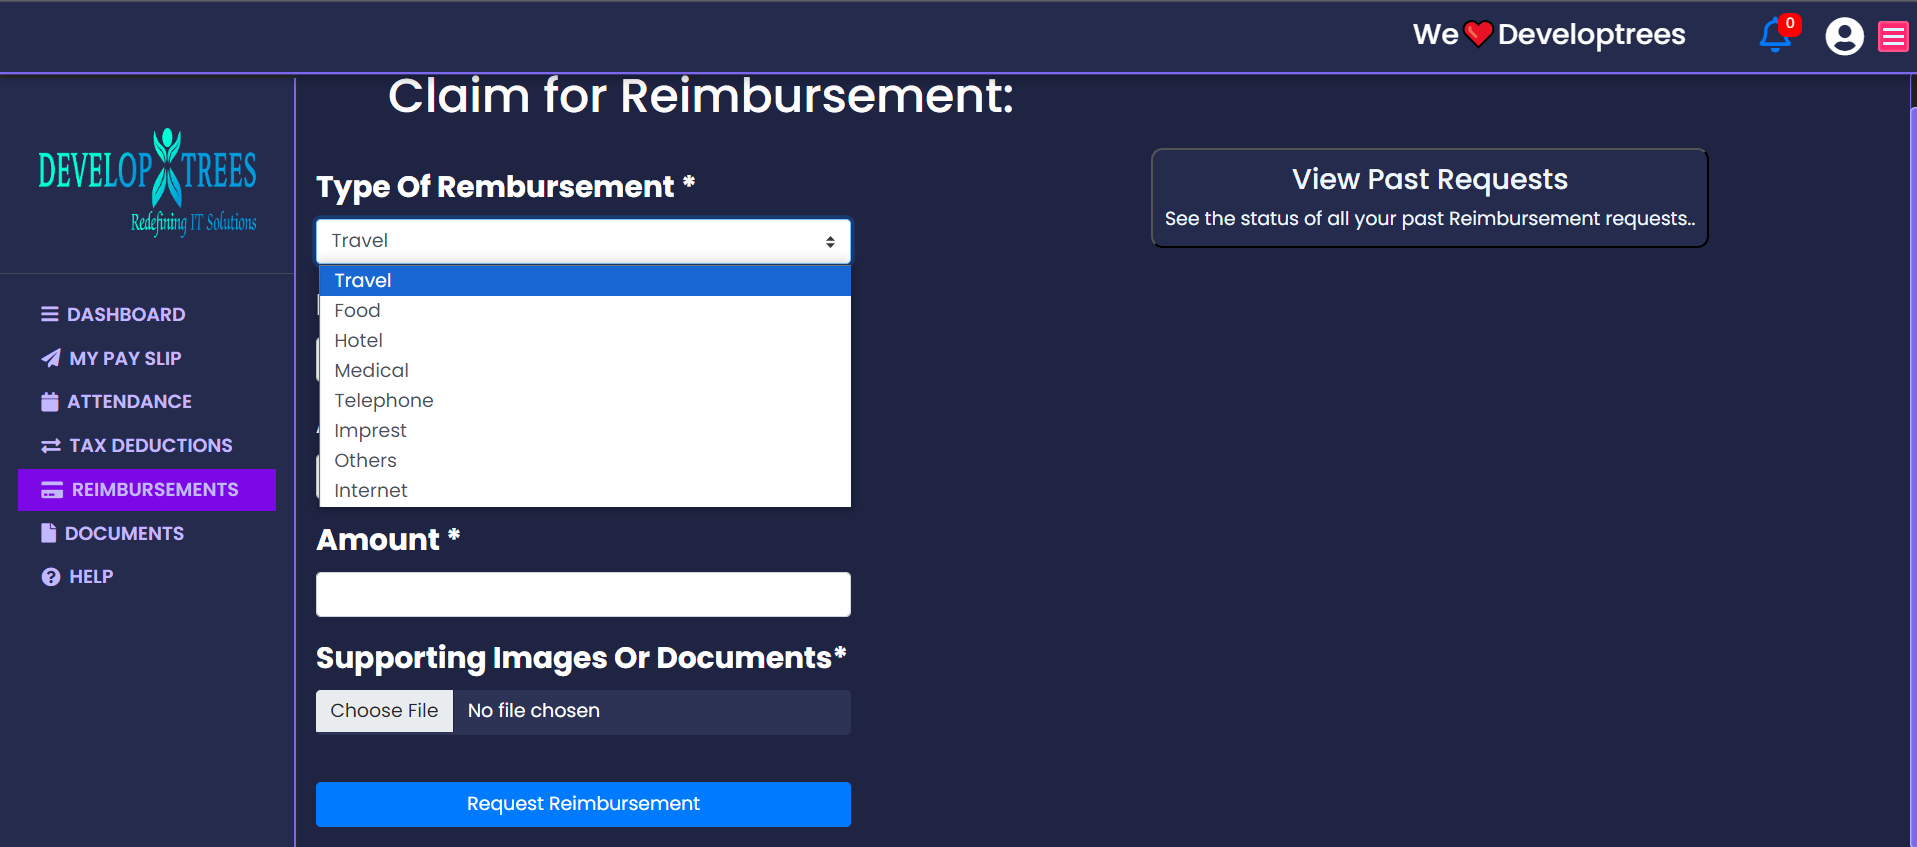 We ❤ Developtrees
0
DEVELOP TREES
Redefining IT Solutions
DASHBOARD
MY PAY SLIP
ATTENDANCE
TAX DEDUCTIONS
REIMBURSEMENTS
DOCUMENTS
HELP
Claim for Reimbursement:
Type Of Rembursement *
Travel
Travel
Food
Hotel
Medical
Telephone
Imprest
Others
Internet
Amount *
Supporting Images Or Documents*
Choose File No file chosen
Request Reimbursement
View Past Requests
See the status of all your past Reimbursement requests..